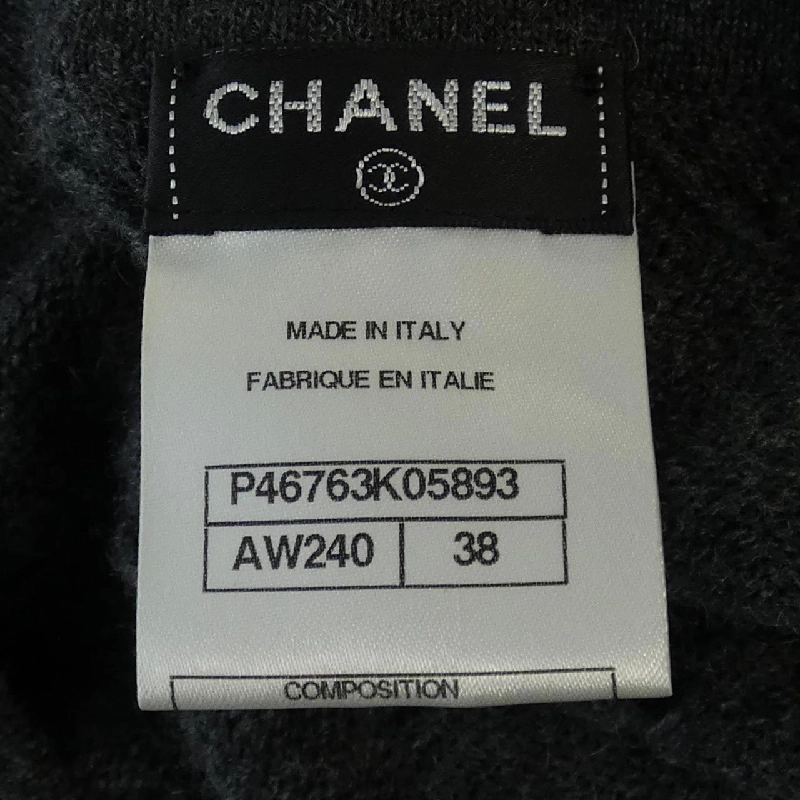 CHANEL
MADE IN ITALY
FABRIQUE EN ITALIE
P46763K05893
AW240 38
COMPOSITION